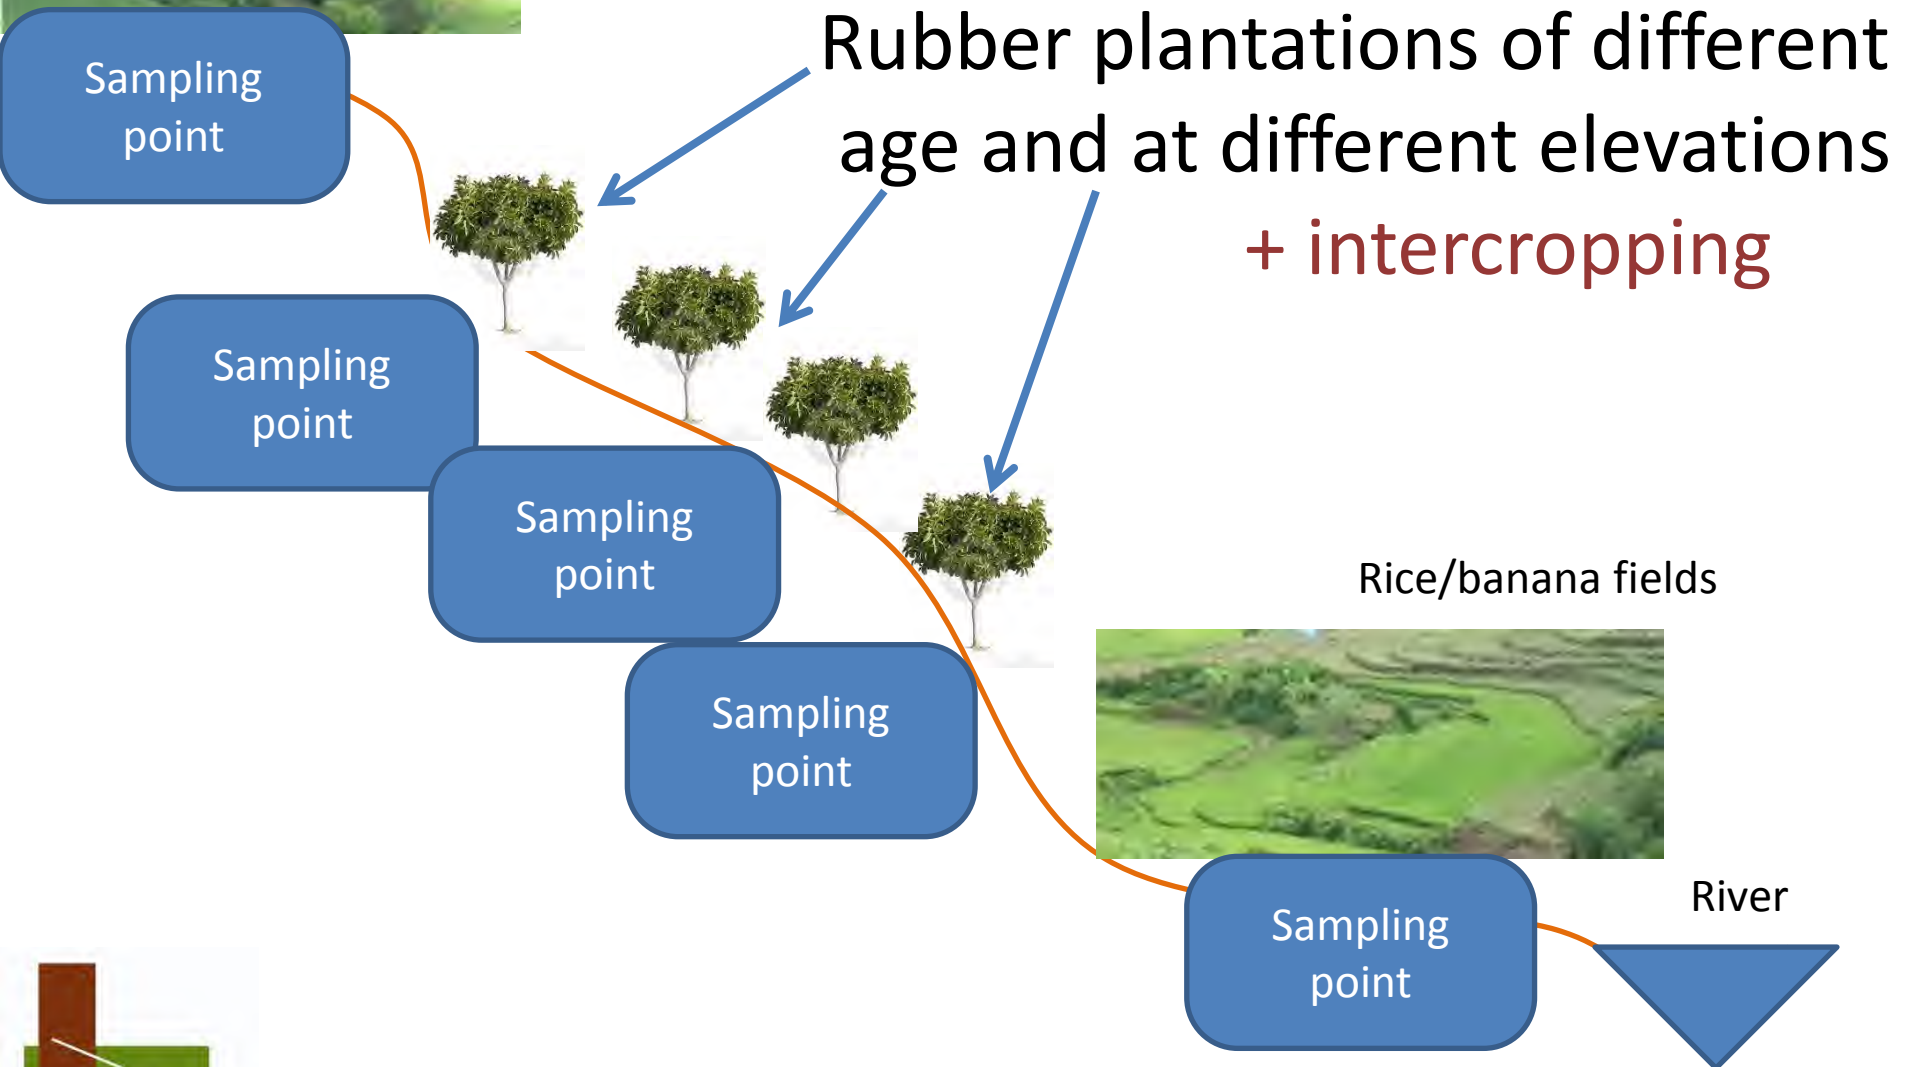 Rubber plantations of different
age and at different elevations
+ intercropping
Sampling
point
Sampling
point
Sampling
point
Sampling
point
Rice/banana fields
Sampling
point
River